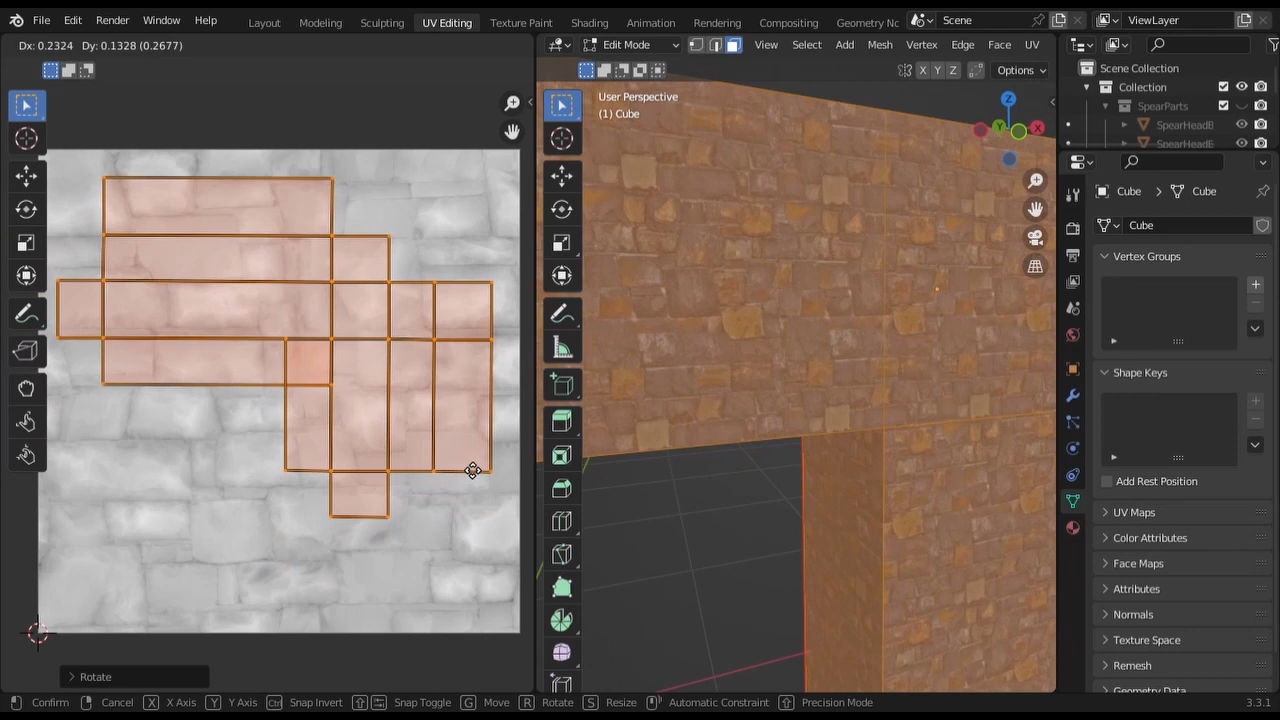 File Edit Render Window Help Layout Modeling Sculpting UV Editing Texture Paint Shading Animation Rendering Compositing Geometry Nc Scene ViewLayer
Dx: 0.2324 Dy: 0.1328 (0.2677)
Edit Mode View Select Add Mesh Vertex Edge Face UV
X Y Z Options
User Perspective
(1) Cube
Z
Y
X
Scene Collection
Collection
SpearParts
SpearHeadB
SpearHeadE
Cube > Cube
Cube
Vertex Groups
Shape Keys
Add Rest Position
UV Maps
Color Attributes
Face Maps
Attributes
Normals
Texture Space
Remesh
Geometry Data
Rotate
Confirm Cancel X X Axis Y Y Axis Ctrl Snap Invert Snap Toggle G Move R Rotate S Resize Automatic Constraint Precision Mode 3.3.1